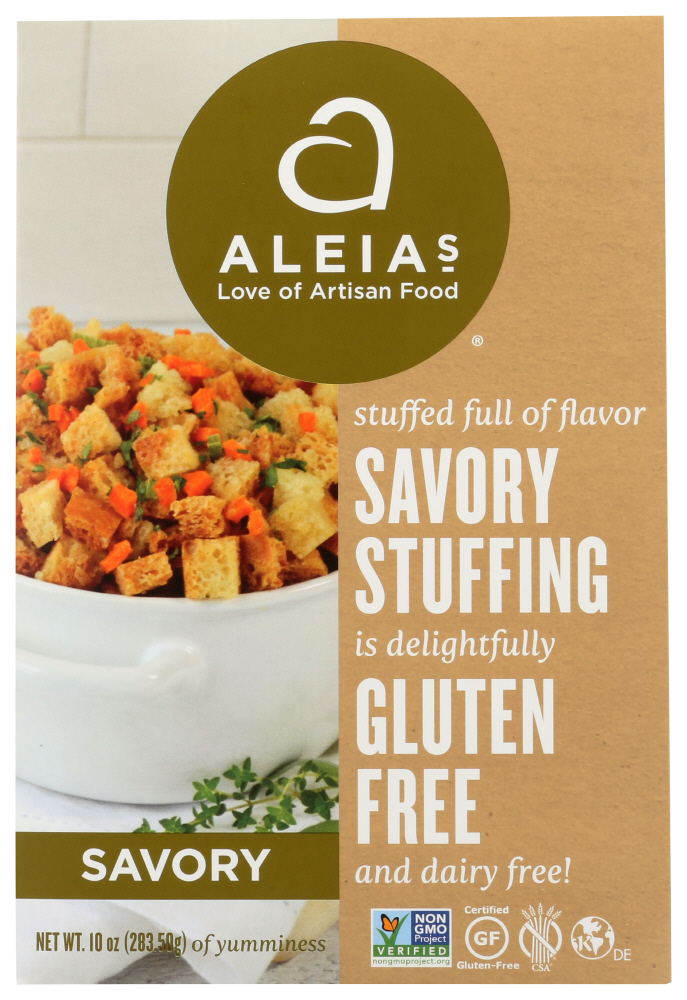 a
ALEIAS
Love of Artisan Food
®
stuffed full of flavor
SAVORY
STUFFING
is delightfully
GLUTEN
FREE
and dairy free!
SAVORY
NET WT. 10 oz (283.50g) of yumminess
NON
GMO
Project
VERIFIED
nongmoproject.org
Certified
GF
Gluten-Free
CSA
K
DE